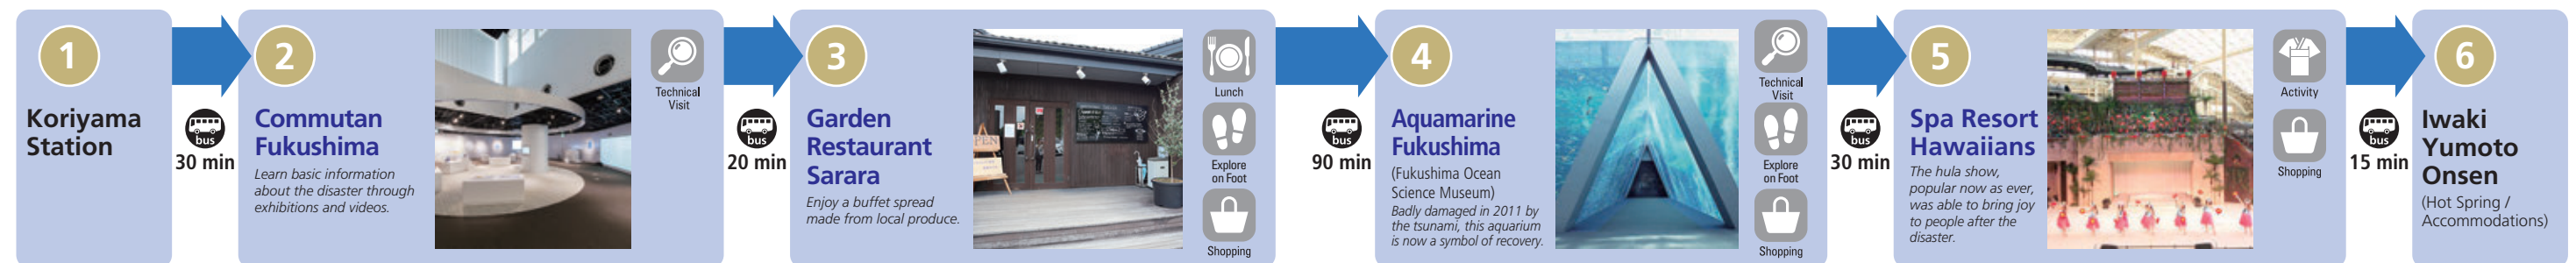 1
Koriyama
Station
bus
30 min
2
Commutan
Fukushima
Learn basic information
about the disaster through
exhibitions and videos.
Technical
Visit
bus
20 min
3
Garden
Restaurant
Sarara
Enjoy a buffet spread
made from local produce.
Lunch
Explore
on Foot
Shopping
bus
90 min
4
Aquamarine
Fukushima
(Fukushima Ocean
Science Museum)
Badly damaged in 2011 by
the tsunami, this aquarium
is now a symbol of recovery.
Technical
Visit
Explore
on Foot
Shopping
bus
30 min
5
Spa Resort
Hawaiians
The hula show,
popular now as ever,
was able to bring joy
to people after the
disaster.
Activity
Shopping
bus
15 min
6
Iwaki
Yumoto
Onsen
(Hot Spring /
Accommodations)